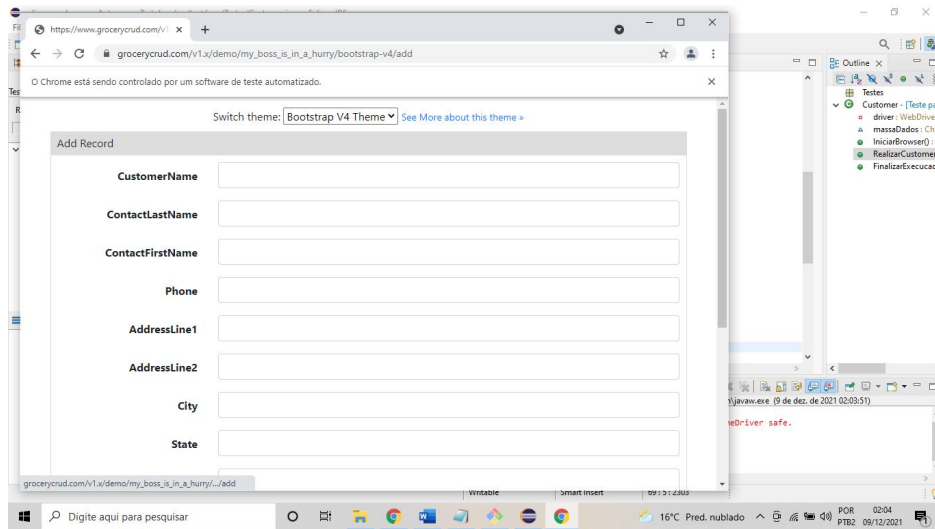 https://www.grocerycrud.com/v1
grocerycrud.com/v1.x/demo/my_boss_is_in_a_hurry/bootstrap-v4/add
O Chrome está sendo controlado por um software de teste automatizado.
Switch theme: Bootstrap V4 Theme See More about this theme »
Add Record
CustomerName
ContactLastName
ContactFirstName
Phone
AddressLine1
AddressLine2
City
State
grocerycrud.com/v1.x/demo/my_boss_is_in_a_hurry/.../add
Outline
Testes
Customer - [Teste pa
driver : WebDrive
massaDados : Ch
IniciarBrowser() :
RealizarCustomer
FinalizarExecucao
\javaw.exe (9 de dez. de 2021 02:03:51)
meDriver safe.
Writable Smart Insert 69 : 5 : 2303
Digite aqui para pesquisar
16°C Pred. nublado
POR
PTB2
02:04
09/12/2021